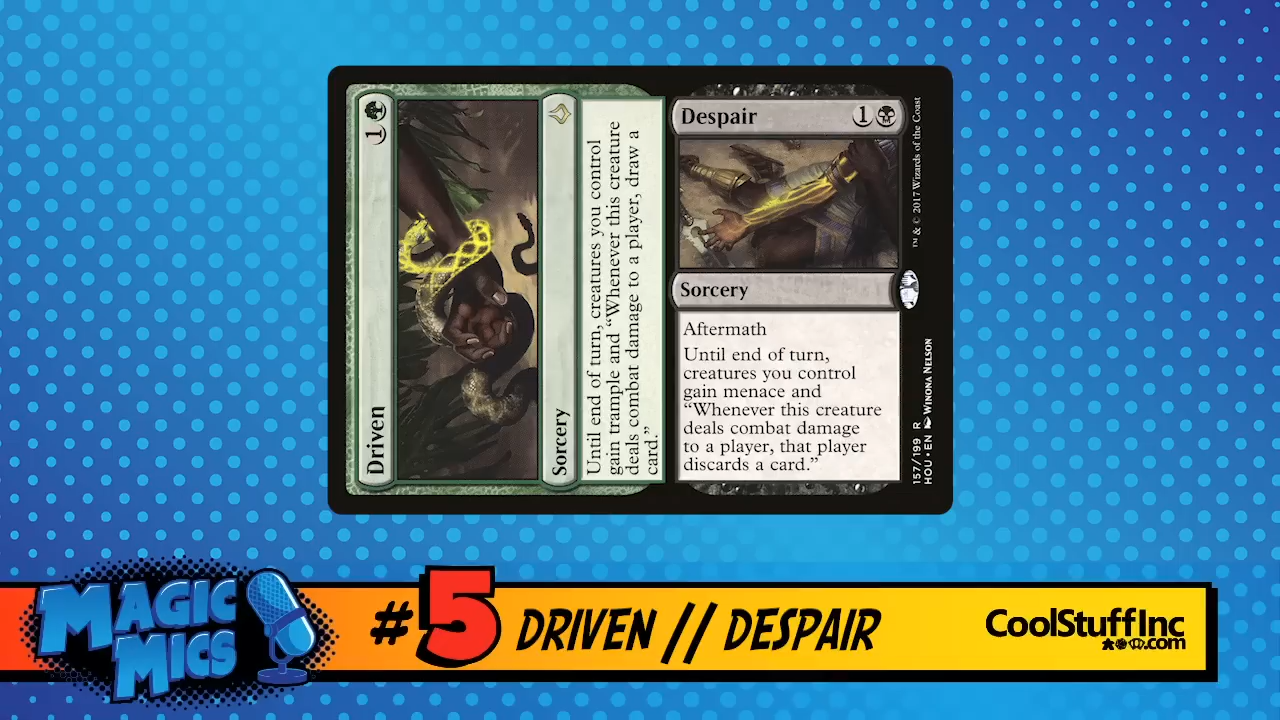 Driven
1
Sorcery
Until end of turn, creatures you control
gain trample and “Whenever this creature
deals combat damage to a player, draw a
card.”
Despair
1
Sorcery
Aftermath
Until end of turn,
creatures you control
gain menace and
“Whenever this creature
deals combat damage
to a player, that player
discards a card.”
157/199 R
HOU • EN WINONA NELSON
™ & © 2017 Wizards of the Coast
MAGIC
MICS
#5 DRIVEN // DESPAIR
CoolStuffInc
.com